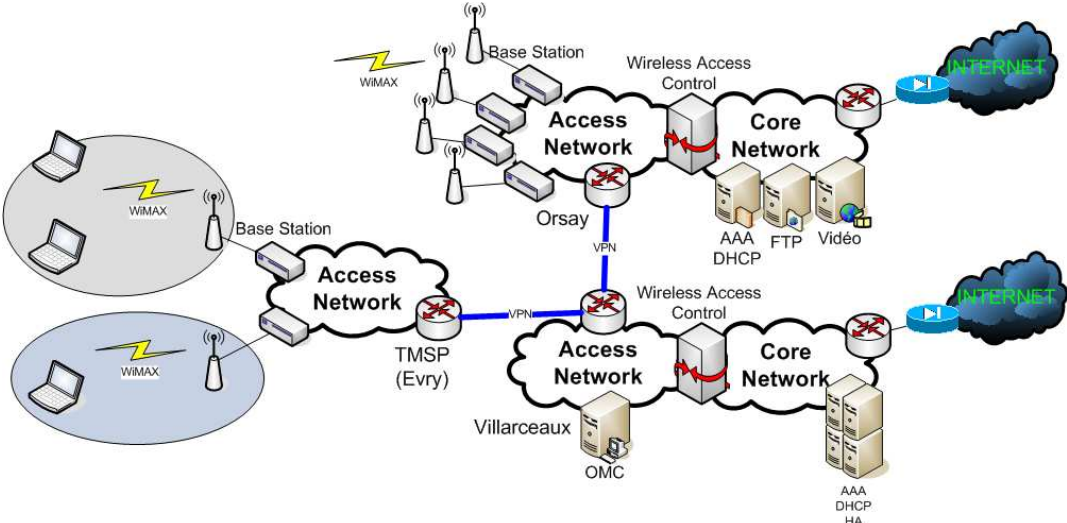 WiMAX
Base Station
Wireless Access
Control
INTERNET
Access
Network
Core
Network
Orsay
AAA
DHCP
FTP
Vidéo
WiMAX
Base Station
VPN
Access
Network
VPN
TMSP
(Evry)
WiMAX
Wireless Access
Control
INTERNET
Access
Network
Core
Network
Villarceaux
OMC
AAA
DHCP
HA